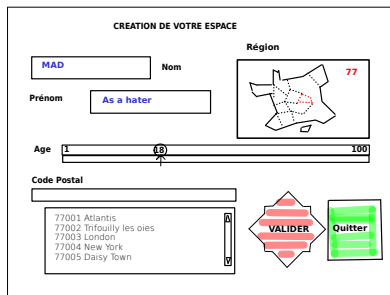 CREATION DE VOTRE ESPACE
Région
MAD
Nom
77
Prénom
As a hater
Age
1
18
100
Code Postal
77001 Atlantis
77002 Trifouilly les oies
77003 London
77004 New York
77005 Daisy Town
VALIDER
Quitter